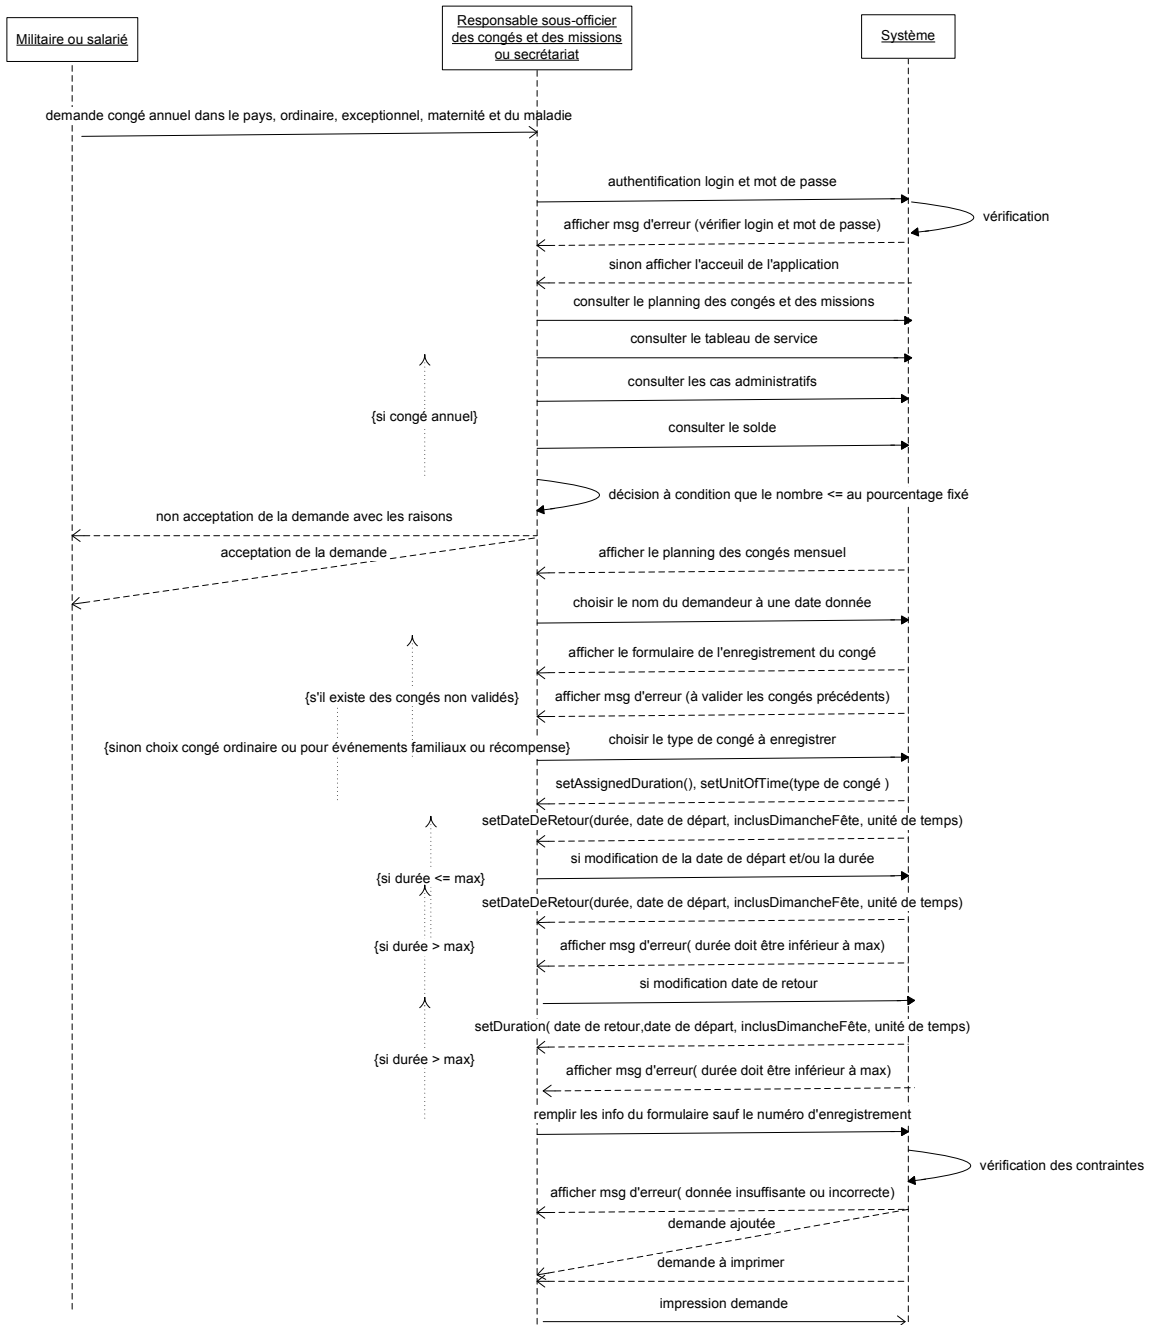 Militaire ou salarié
Responsable sous-officier
des congés et des missions
ou secrétariat
Système
demande congé annuel dans le pays, ordinaire, exceptionnel, maternité et du maladie
authentification login et mot de passe
vérification
afficher msg d'erreur (vérifier login et mot de passe)
sinon afficher l'acceuil de l'application
consulter le planning des congés et des missions
consulter le tableau de service
consulter les cas administratifs
{si congé annuel}
consulter le solde
décision à condition que le nombre <= au pourcentage fixé
non acceptation de la demande avec les raisons
acceptation de la demande
afficher le planning des congés mensuel
choisir le nom du demandeur à une date donnée
afficher le formulaire de l'enregistrement du congé
{s'il existe des congés non validés}
afficher msg d'erreur (à valider les congés précédents)
choisir le type de congé à enregistrer
{sinon choix congé ordinaire ou pour événements familiaux ou récompense}
setAssignedDuration(), setUnitOfTime(type de congé )
setDateDeRetour(durée, date de départ, inclusDimancheFête, unité de temps)
si modification de la date de départ et/ou la durée
{si durée <= max}
setDateDeRetour(durée, date de départ, inclusDimancheFête, unité de temps)
{si durée > max}
afficher msg d'erreur( durée doit être inférieur à max)
si modification date de retour
setDuration( date de retour,date de départ, inclusDimancheFête, unité de temps)
{si durée > max}
afficher msg d'erreur( durée doit être inférieur à max)
remplir les info du formulaire sauf le numéro d'enregistrement
vérification des contraintes
afficher msg d'erreur( donnée insuffisante ou incorrecte)
demande ajoutée
demande à imprimer
impression demande